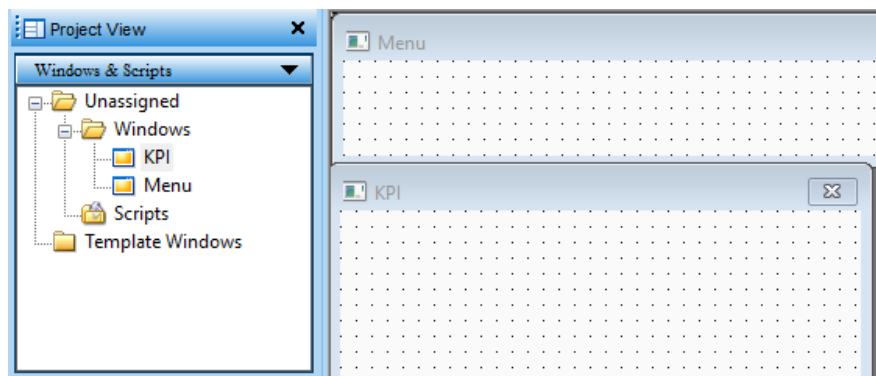 Project View
Windows & Scripts
Unassigned
Windows
KPI
Menu
Scripts
Template Windows
Menu
KPI